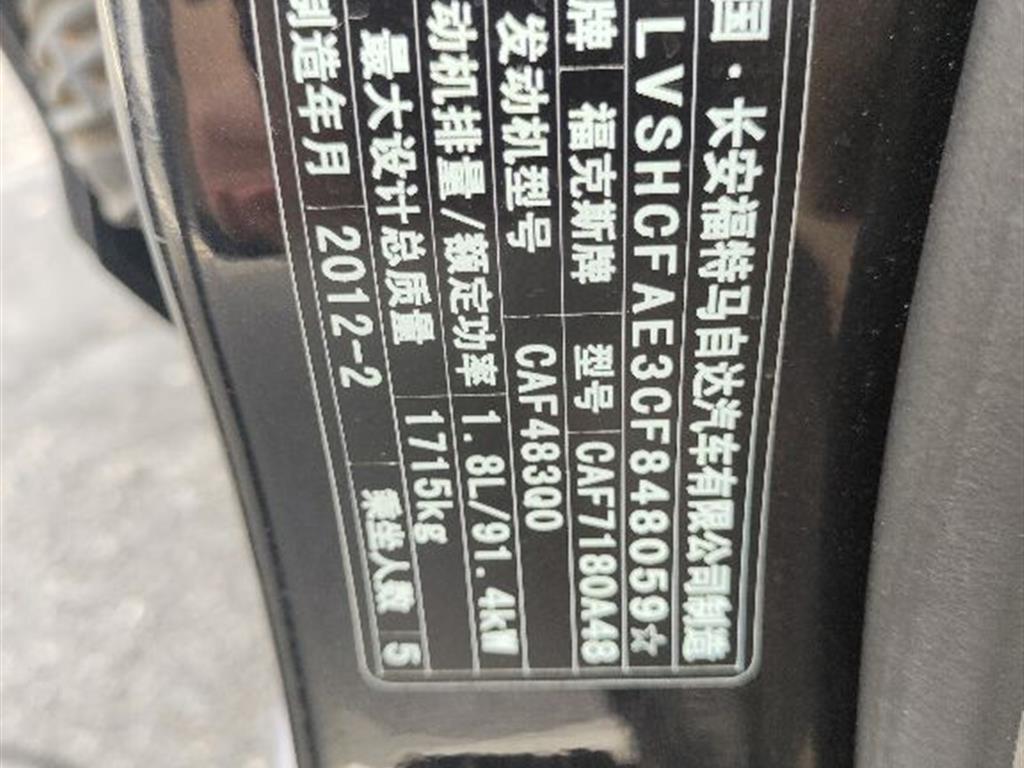 国·长安福特马自达汽车有限公司制造
LVSHCFAE3CF848059☆
牌 福克斯牌 型号 CAF7180A48
发动机型号 CAF483Q0
动机排量/额定功率 1.8L/91.4kW
最大设计总质量 1715kg
制造年月 2012-2 乘坐人数 5